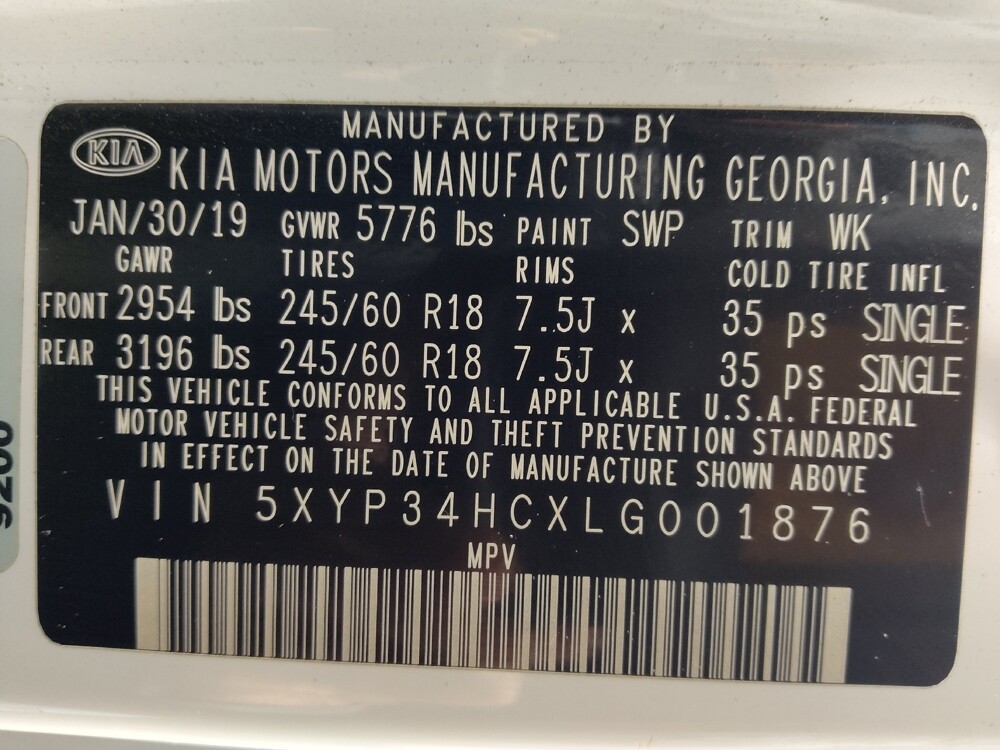 MANUFACTURED BY
KIA
KIA MOTORS MANUFACTURING GEORGIA, INC.
JAN/30/19 GVWR 5776 lbs PAINT SWP TRIM WK
GAWR TIRES RIMS COLD TIRE INFL
FRONT 2954 lbs 245/60 R18 7.5J x 35 ps SINGLE
REAR 3196 lbs 245/60 R18 7.5J x 35 ps SINGLE
THIS VEHICLE CONFORMS TO ALL APPLICABLE U.S.A. FEDERAL
MOTOR VEHICLE SAFETY AND THEFT PREVENTION STANDARDS
IN EFFECT ON THE DATE OF MANUFACTURE SHOWN ABOVE
VIN 5XYP34HCXLG001876
MPV